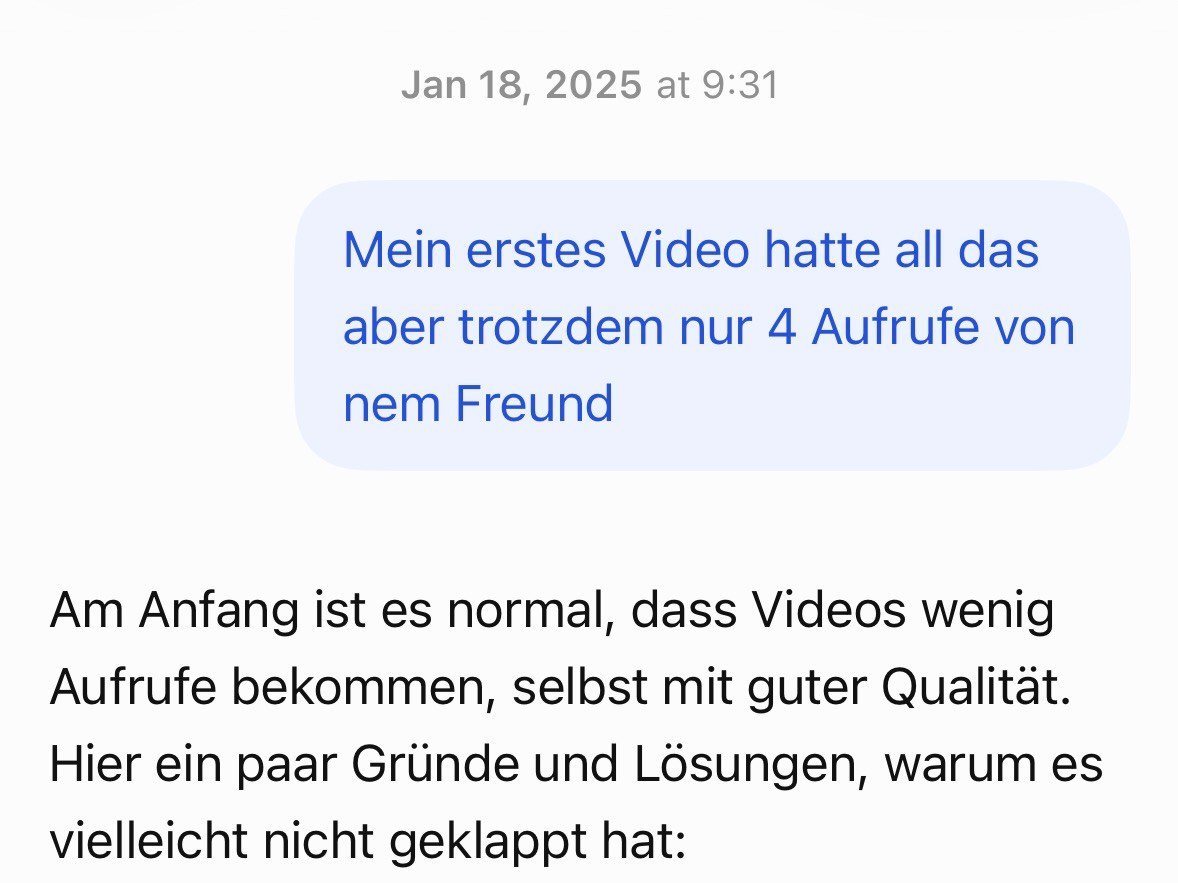 Jan 18, 2025 at 9:31
Mein erstes Video hatte all das
aber trotzdem nur 4 Aufrufe von
nem Freund
Am Anfang ist es normal, dass Videos wenig
Aufrufe bekommen, selbst mit guter Qualität.
Hier ein paar Gründe und Lösungen, warum es
vielleicht nicht geklappt hat: